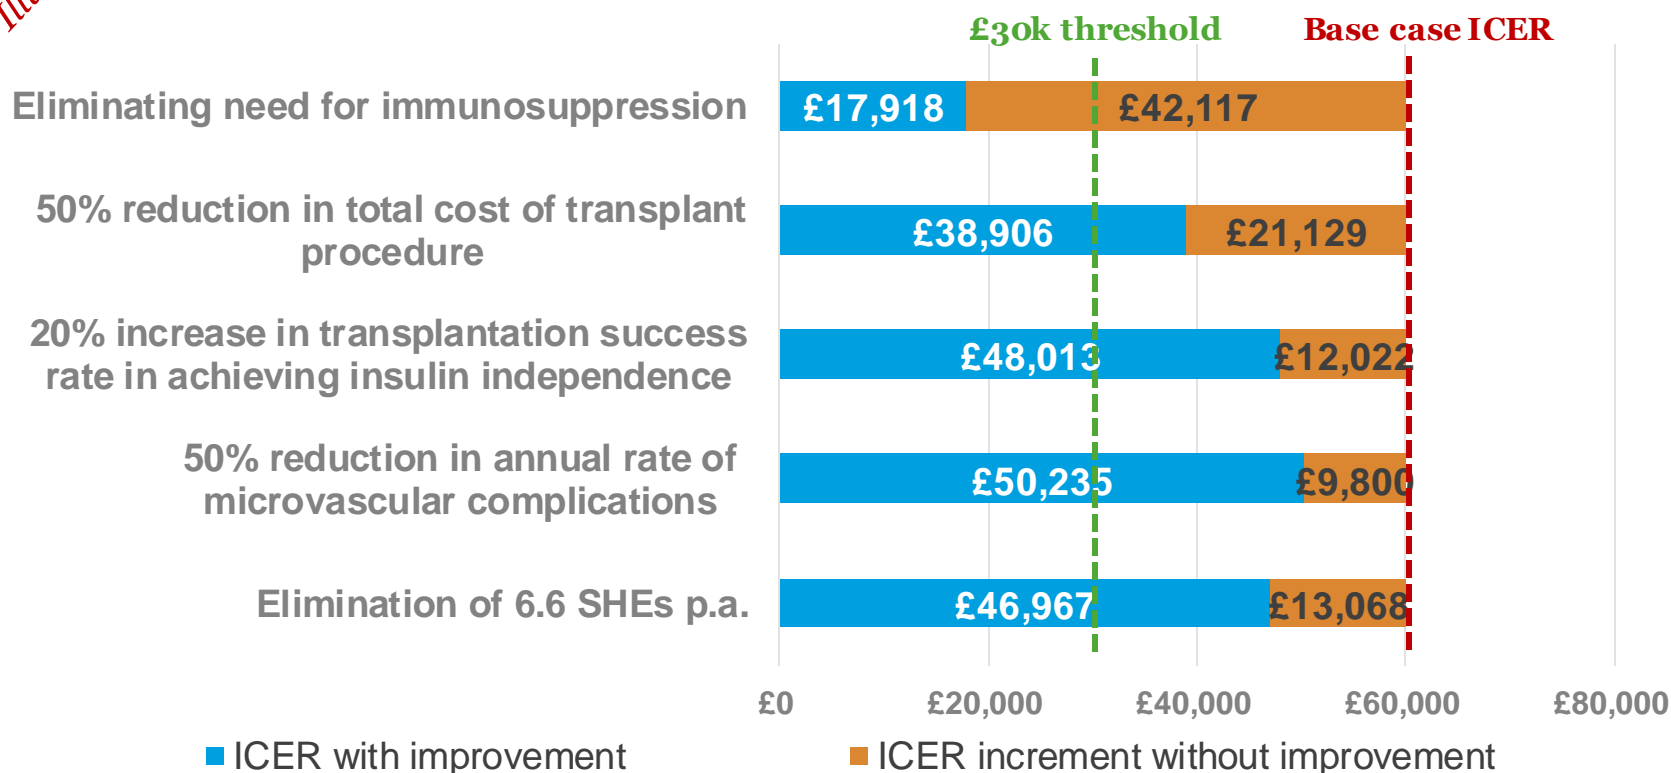 £30k threshold Base case ICER
Eliminating need for immunosuppression £17,918 £42,117
50% reduction in total cost of transplant
procedure £38,906 £21,129
20% increase in transplantation success
rate in achieving insulin independence £48,013 £12,022
50% reduction in annual rate of
microvascular complications £50,235 £9,800
Elimination of 6.6 SHEs p.a. £46,967 £13,068
£0 £20,000 £40,000 £60,000 £80,000
ICER with improvement ICER increment without improvement